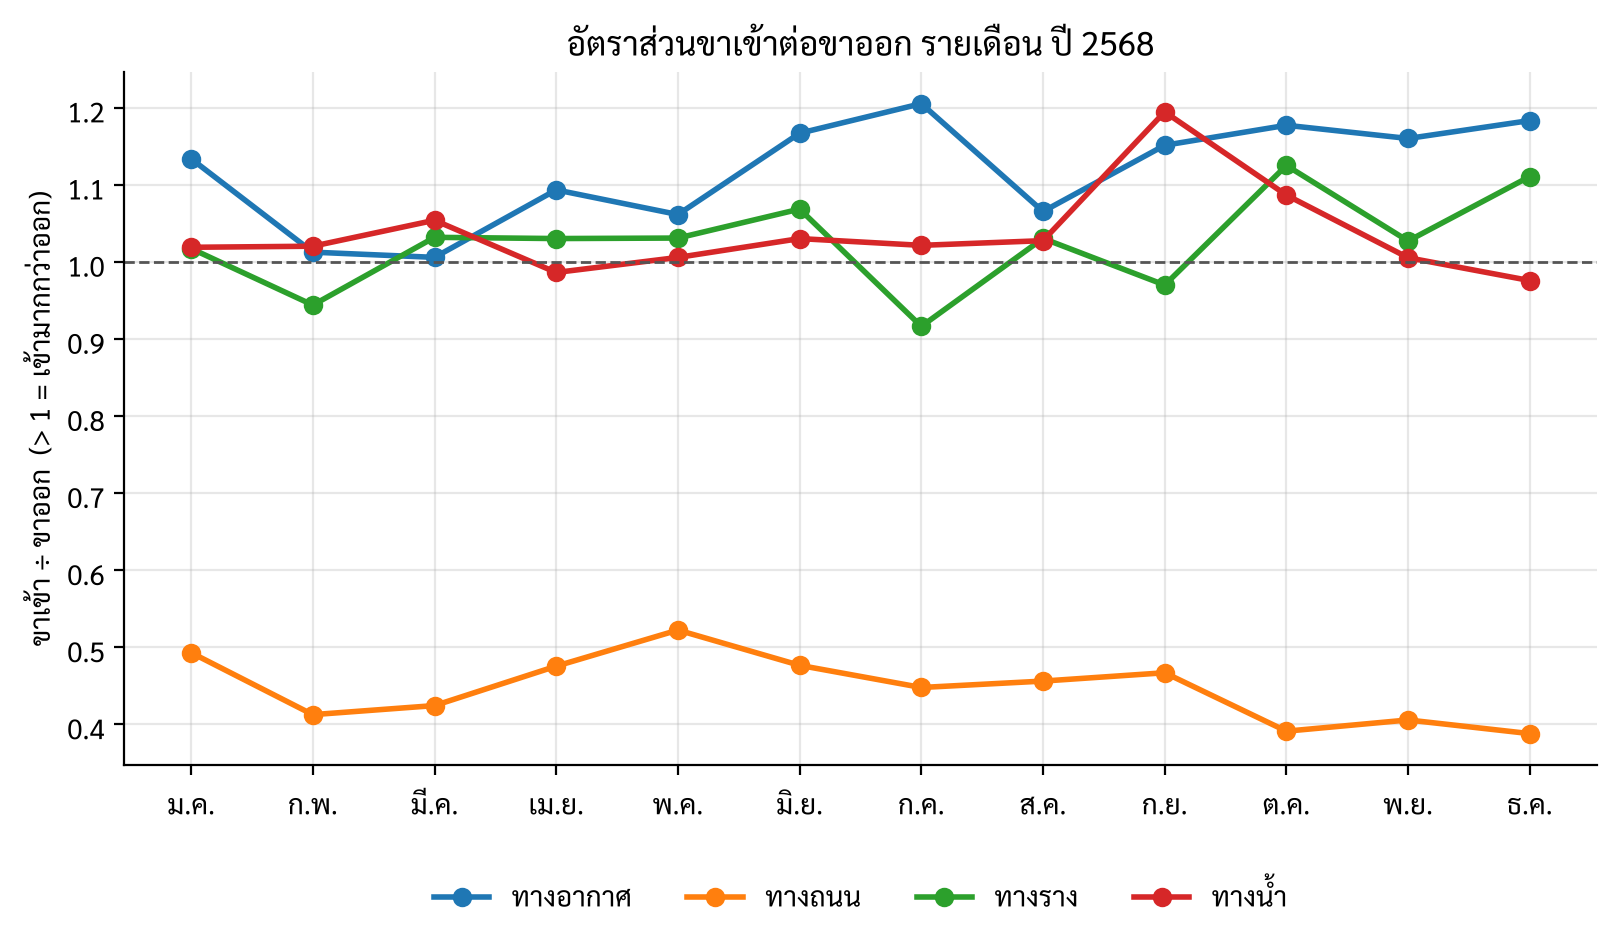 อัตราส่วนขาเข้าต่อขาออก รายเดือน ปี 2568
ขาเข้า ÷ ขาออก (> 1 = เข้ามากกว่าออก)
1.2
1.1
1.0
0.9
0.8
0.7
0.6
0.5
0.4
ม.ค. ก.พ. มี.ค. เม.ย. พ.ค. มิ.ย. ก.ค. ส.ค. ก.ย. ต.ค. พ.ย. ธ.ค.
ทางอากาศ ทางถนน ทางราง ทางน้ำ